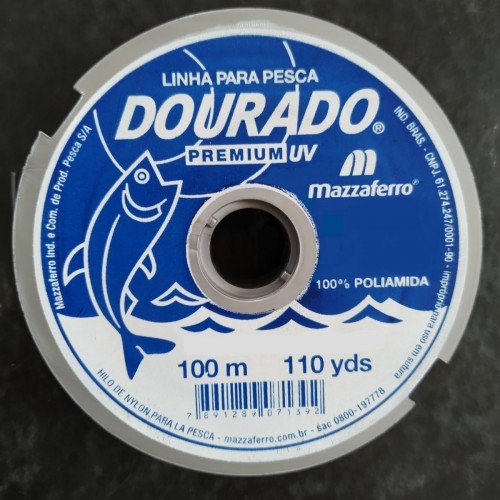 LINHA PARA PESCA
DOURADO®
PREMIUM UV
mazzaferro®
100% POLIAMIDA
100 m 110 yds
7 891289 071392
HILO DE NYLON PARA LA PESCA - mazzaferro.com.br - sac 0800-197778
Mazzaferro Ind. e Com. de Prod. Pesca S/A
IND. BRAS. - CNPJ. 61.274.247/0001-90 - impróprio para uso em sutura